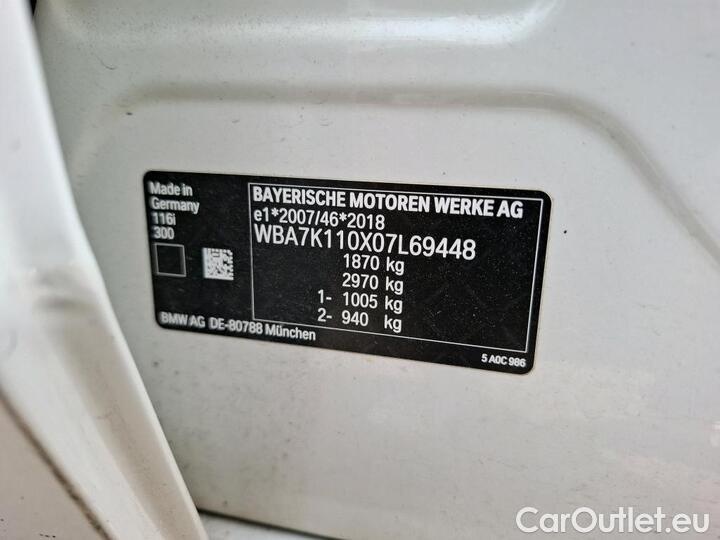 Made in
Germany
116i
300
BAYERISCHE MOTOREN WERKE AG
e1*2007/46*2018
WBA7K110X07L69448
1870 kg
2970 kg
1- 1005 kg
2- 940 kg
BMW AG DE-80788 München
5 A0C 986
CarOutlet.eu